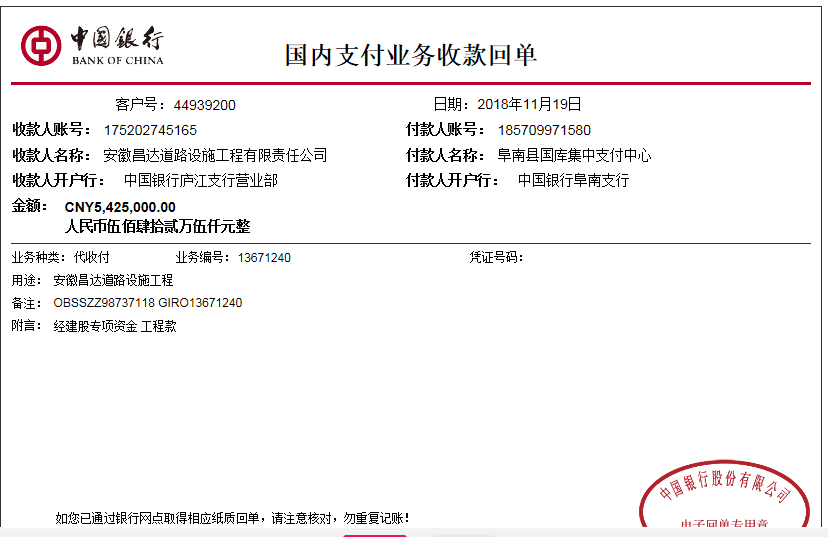 中国银行
BANK OF CHINA
国内支付业务收款回单
客户号：44939200 日期：2018年11月19日
收款人账号：175202745165 付款人账号：185709971580
收款人名称：安徽昌达道路设施工程有限责任公司 付款人名称：阜南县国库集中支付中心
收款人开户行：中国银行庐江支行营业部 付款人开户行：中国银行阜南支行
金额：CNY5,425,000.00
人民币伍佰肆拾贰万伍仟元整
业务种类：代收付 业务编号：13671240 凭证号码：
用途：安徽昌达道路设施工程
备注：OBSSZZ98737118 GIRO13671240
附言：经建股专项资金 工程款
中国银行股份有限公司
电子回单专用章
如您已通过银行网点取得相应纸质回单，请注意核对，勿重复记账！